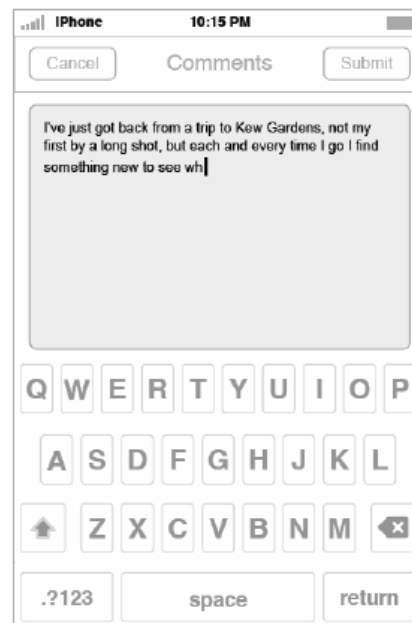 iPhone 10:15 PM
Cancel Comments Submit
I've just got back from a trip to Kew Gardens, not my
first by a long shot, but each and every time I go I find
something new to see wh
Q W E R T Y U I O P
A S D F G H J K L
Z X C V B N M
.?123 space return